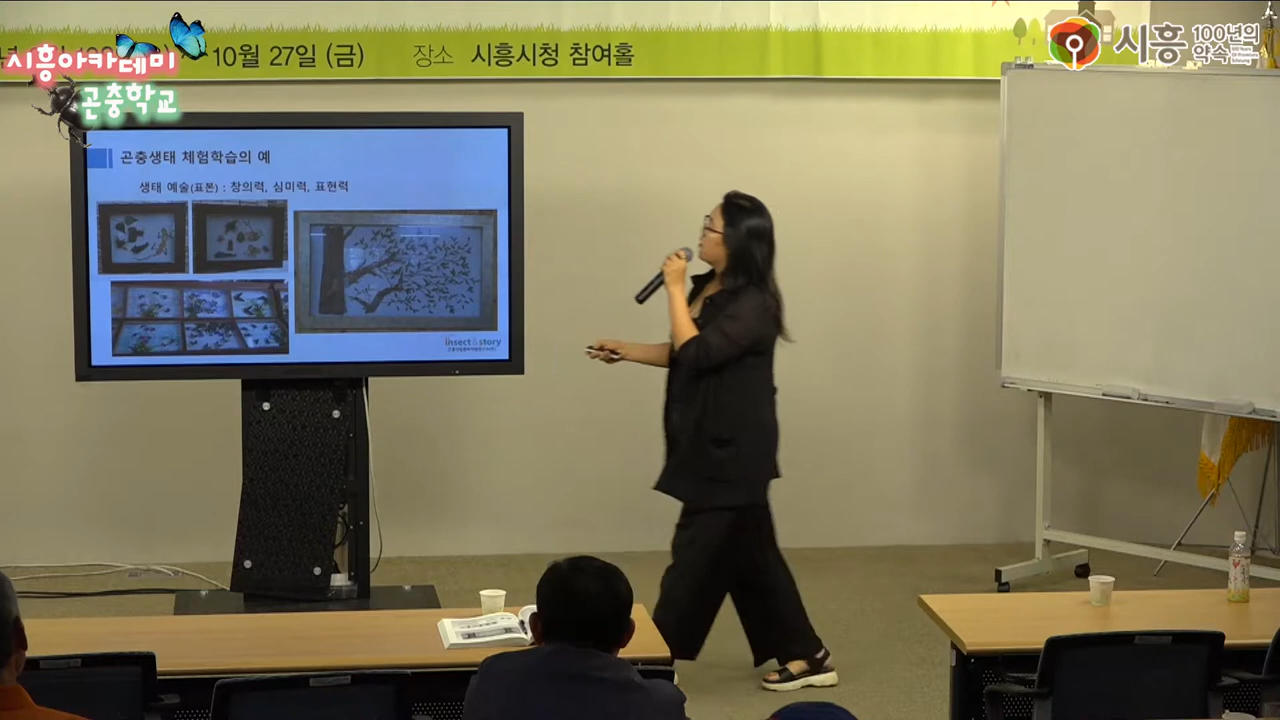 10월 27일 (금) 장소 시흥시청 참여홀
시흥아카데미
곤충학교
시흥 100년의
약속
곤충생태 체험학습의 예
생태 예술(표본) : 창의력, 심미력, 표현력
insect&story